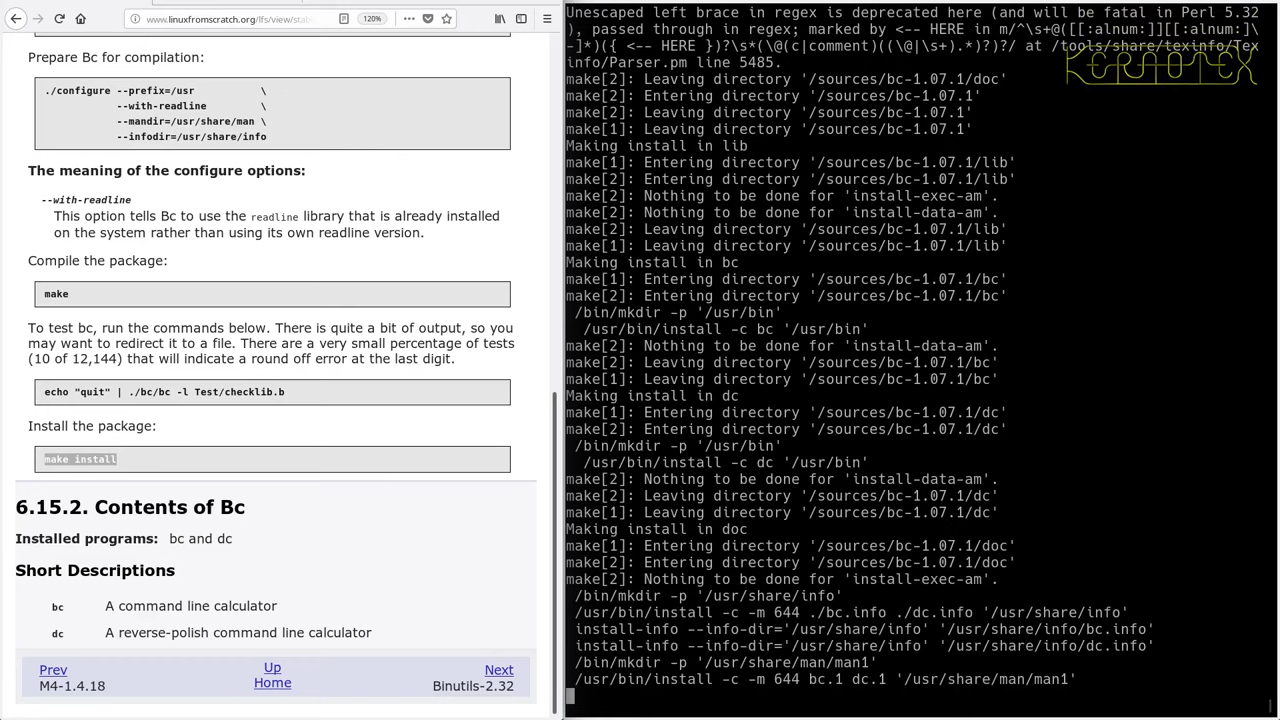 www.linuxfromscratch.org/lfs/view/stab
120%
Prepare Bc for compilation:
./configure --prefix=/usr \
--with-readline \
--mandir=/usr/share/man \
--infodir=/usr/share/info
The meaning of the configure options:
--with-readline
This option tells Bc to use the readline library that is already installed
on the system rather than using its own readline version.
Compile the package:
make
To test bc, run the commands below. There is quite a bit of output, so you
may want to redirect it to a file. There are a very small percentage of tests
(10 of 12,144) that will indicate a round off error at the last digit.
echo "quit" | ./bc/bc -l Test/checklib.b
Install the package:
make install
6.15.2. Contents of Bc
Installed programs: bc and dc
Short Descriptions
bc A command line calculator
dc A reverse-polish command line calculator
Prev Up Next
M4-1.4.18 Home Binutils-2.32
Unescaped left brace in regex is deprecated here (and will be fatal in Perl 5.32
), passed through in regex; marked by <-- HERE in m/^\s+@([[:alnum:]][[:alnum:]\
-]*)({ <-- HERE })?\s*(\@(c|comment)((\@|\s+).*)?)?/ at /tools/share/texinfo/Tex
info/Parser.pm line 5485.
KERNOTEX
make[2]: Leaving directory '/sources/bc-1.07.1/doc'
make[2]: Entering directory '/sources/bc-1.07.1'
make[2]: Leaving directory '/sources/bc-1.07.1'
make[1]: Leaving directory '/sources/bc-1.07.1'
Making install in lib
make[1]: Entering directory '/sources/bc-1.07.1/lib'
make[2]: Entering directory '/sources/bc-1.07.1/lib'
make[2]: Nothing to be done for 'install-exec-am'.
make[2]: Nothing to be done for 'install-data-am'.
make[2]: Leaving directory '/sources/bc-1.07.1/lib'
make[1]: Leaving directory '/sources/bc-1.07.1/lib'
Making install in bc
make[1]: Entering directory '/sources/bc-1.07.1/bc'
make[2]: Entering directory '/sources/bc-1.07.1/bc'
/bin/mkdir -p '/usr/bin'
/usr/bin/install -c bc '/usr/bin'
make[2]: Nothing to be done for 'install-data-am'.
make[2]: Leaving directory '/sources/bc-1.07.1/bc'
make[1]: Leaving directory '/sources/bc-1.07.1/bc'
Making install in dc
make[1]: Entering directory '/sources/bc-1.07.1/dc'
make[2]: Entering directory '/sources/bc-1.07.1/dc'
/bin/mkdir -p '/usr/bin'
/usr/bin/install -c dc '/usr/bin'
make[2]: Nothing to be done for 'install-data-am'.
make[2]: Leaving directory '/sources/bc-1.07.1/dc'
make[1]: Leaving directory '/sources/bc-1.07.1/dc'
Making install in doc
make[1]: Entering directory '/sources/bc-1.07.1/doc'
make[2]: Entering directory '/sources/bc-1.07.1/doc'
make[2]: Nothing to be done for 'install-exec-am'.
/bin/mkdir -p '/usr/share/info'
/usr/bin/install -c -m 644 ./bc.info ./dc.info '/usr/share/info'
install-info --info-dir='/usr/share/info' '/usr/share/info/bc.info'
install-info --info-dir='/usr/share/info' '/usr/share/info/dc.info'
/bin/mkdir -p '/usr/share/man/man1'
/usr/bin/install -c -m 644 bc.1 dc.1 '/usr/share/man/man1'